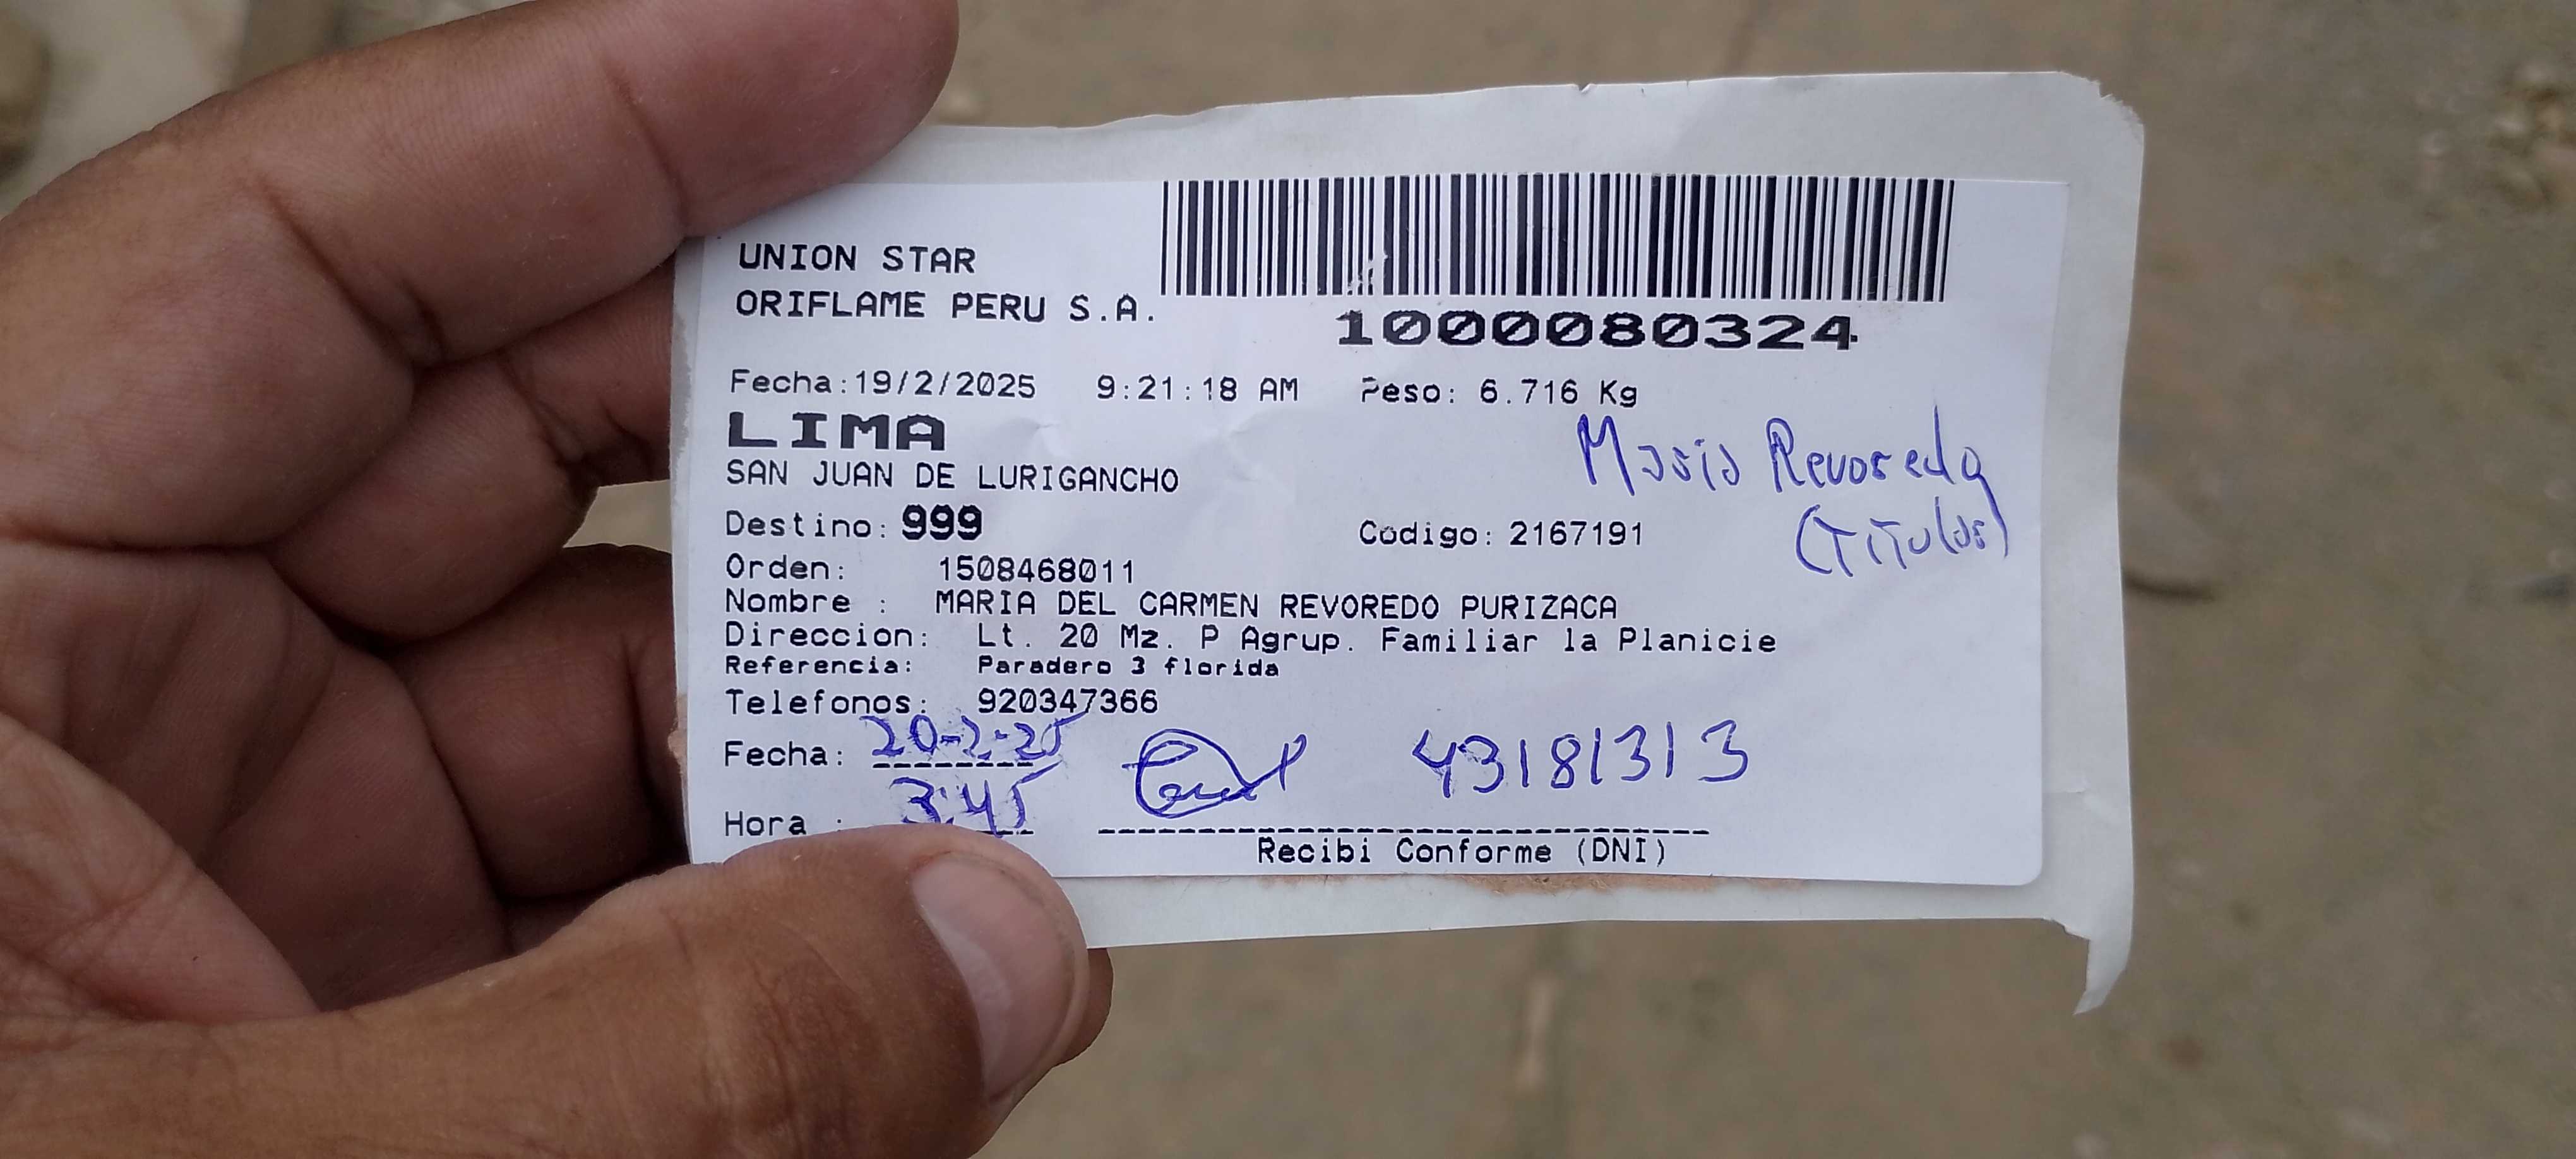 UNION STAR
ORIFLAME PERU S.A.
1000080324
Fecha:19/2/2025 9:21:18 AM Peso: 6.716 Kg
LIMA
SAN JUAN DE LURIGANCHO
Maria Revoredo
(Titular)
Destino: 999 Codigo: 2167191
Orden: 1508468011
Nombre : MARIA DEL CARMEN REVOREDO PURIZACA
Direccion: Lt. 20 Mz. P Agrup. Familiar la Planicie
Referencia: Paradero 3 florida
Telefonos: 920347366
Fecha: 20-2-25 43181313
Hora : 3:45
Recibi Conforme (DNI)